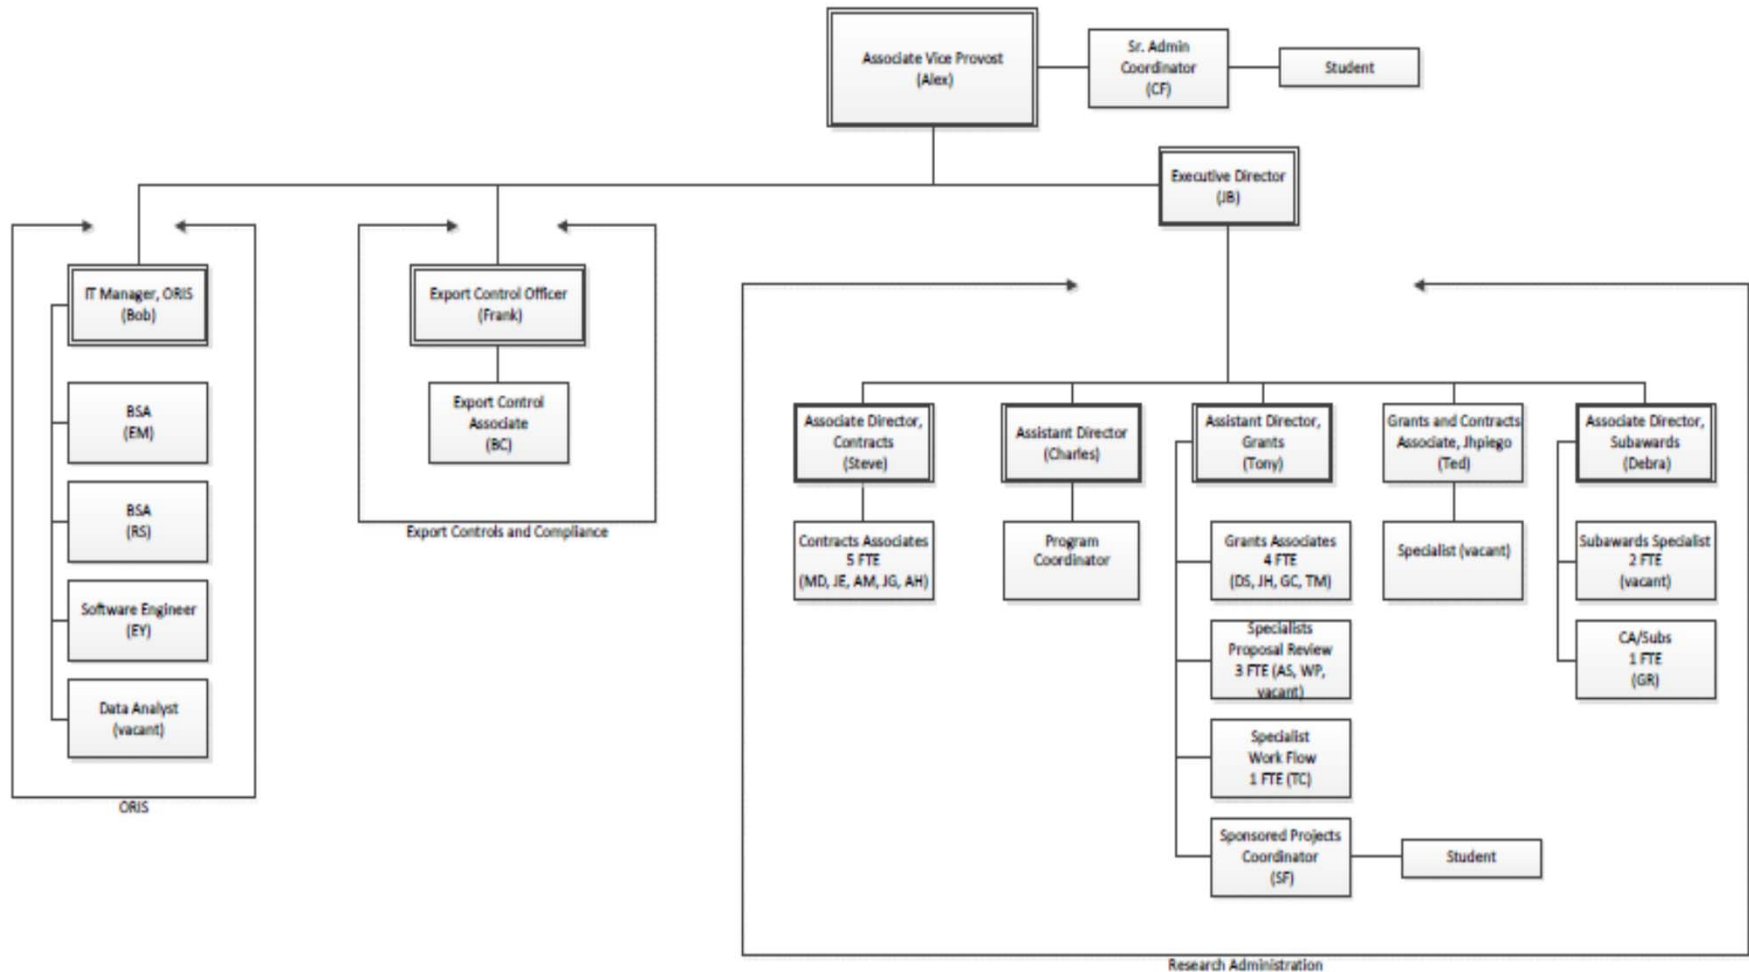 Associate Vice Provost
(Alex)
Sr. Admin
Coordinator
(CF)
Student
Executive Director
(JB)
IT Manager, ORIS
(Bob)
BSA
(EM)
BSA
(RS)
Software Engineer
(EY)
Data Analyst
(vacant)
ORIS
Export Control Officer
(Frank)
Export Control
Associate
(BC)
Export Controls and Compliance
Associate Director,
Contracts
(Steve)
Contracts Associates
5 FTE
(MD, JE, AM, JG, AH)
Assistant Director
(Charles)
Program
Coordinator
Assistant Director,
Grants
(Tony)
Grants Associates
4 FTE
(DS, JH, GC, TM)
Specialists
Proposal Review
3 FTE (AS, WP,
vacant)
Specialist
Work Flow
1 FTE (TC)
Sponsored Projects
Coordinator
(SF)
Student
Grants and Contracts
Associate, Jhpiego
(Ted)
Specialist (vacant)
Associate Director,
Subawards
(Debra)
Subawards Specialist
2 FTE
(vacant)
CA/Subs
1 FTE
(GR)
Research Administration